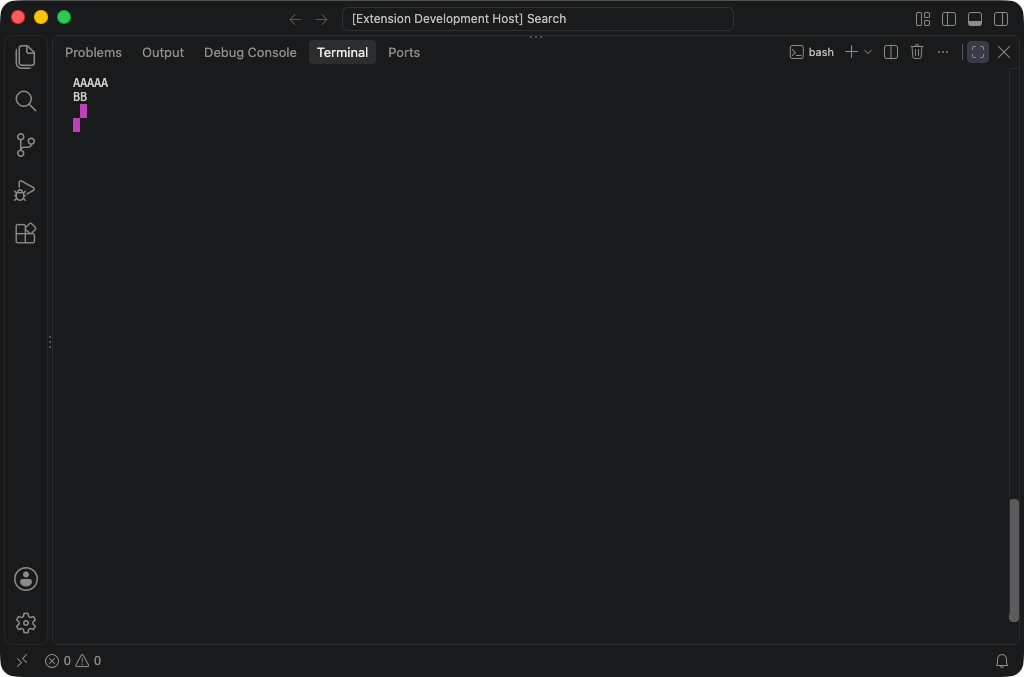 [Extension Development Host] Search
Problems Output Debug Console Terminal Ports bash
AAAAA
BB
0 0